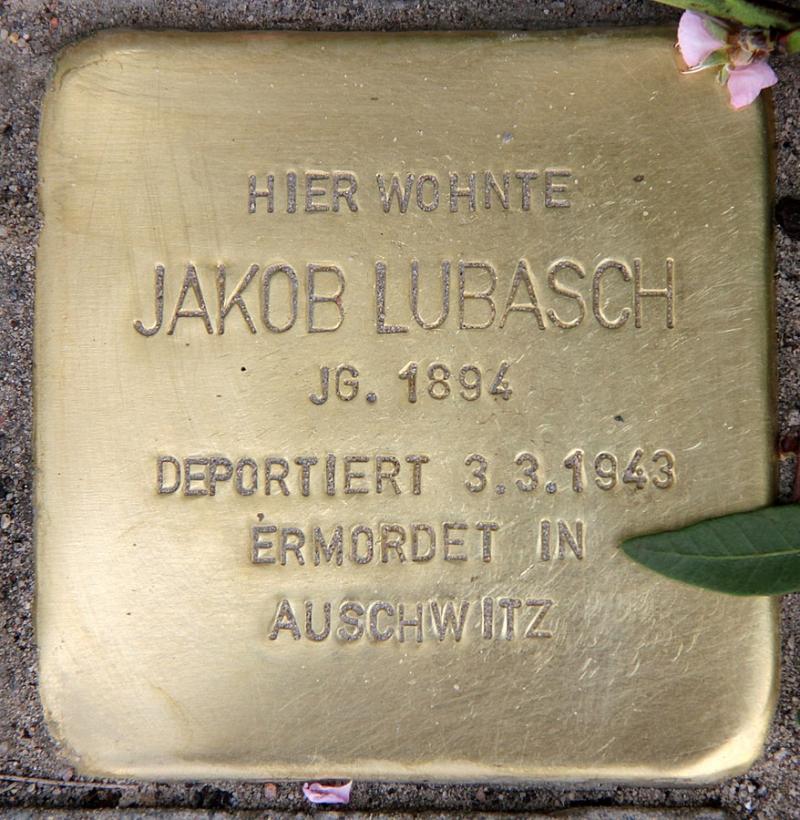 HIER WOHNTE
JAKOB LUBASCH
JG. 1894
DEPORTIERT 3.3.1943
ERMORDET IN
AUSCHWITZ